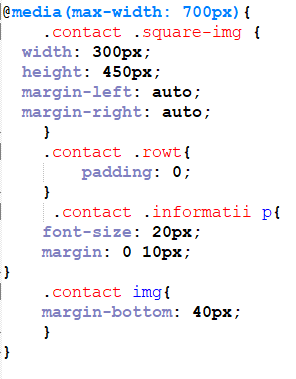 @media(max-width: 700px){
.contact .square-img {
width: 300px;
height: 450px;
margin-left: auto;
margin-right: auto;
}
.contact .rowt{
padding: 0;
}
.contact .informatii p{
font-size: 20px;
margin: 0 10px;
}
.contact img{
margin-bottom: 40px;
}
}